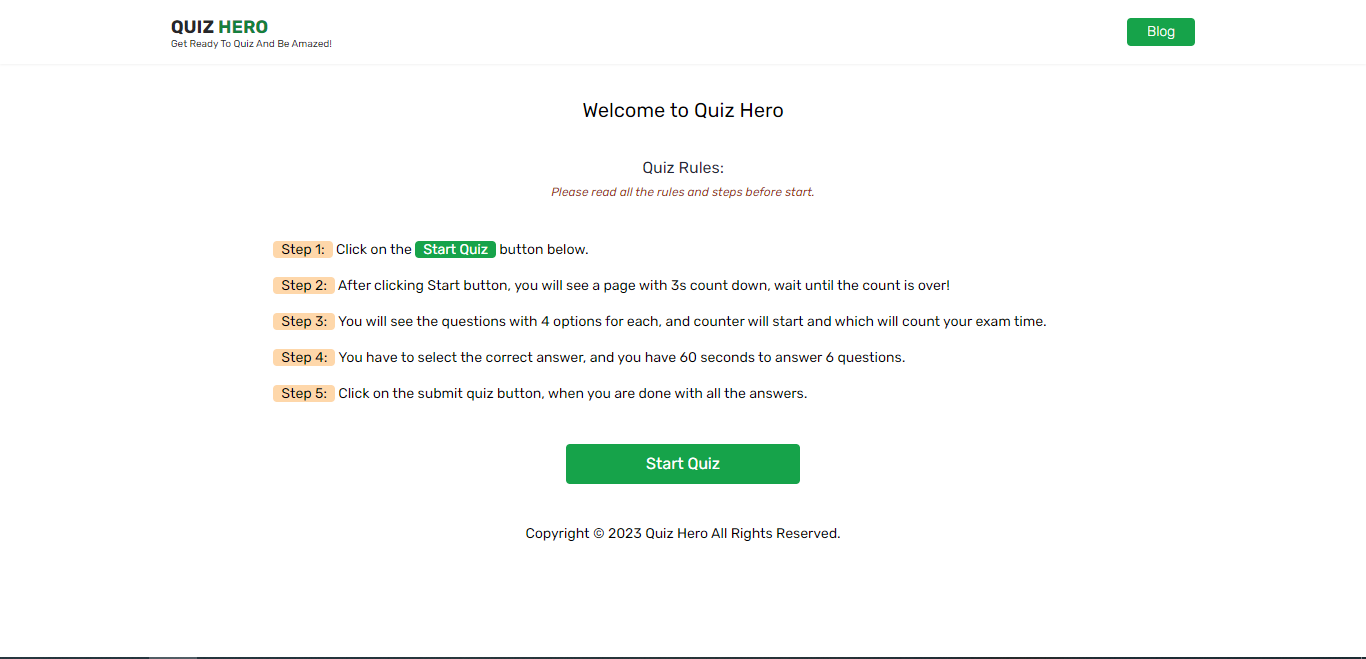 QUIZ HERO
Get Ready To Quiz And Be Amazed!
Blog
Welcome to Quiz Hero
Quiz Rules:
Please read all the rules and steps before start.
Step 1: Click on the Start Quiz button below.
Step 2: After clicking Start button, you will see a page with 3s count down, wait until the count is over!
Step 3: You will see the questions with 4 options for each, and counter will start and which will count your exam time.
Step 4: You have to select the correct answer, and you have 60 seconds to answer 6 questions.
Step 5: Click on the submit quiz button, when you are done with all the answers.
Start Quiz
Copyright © 2023 Quiz Hero All Rights Reserved.